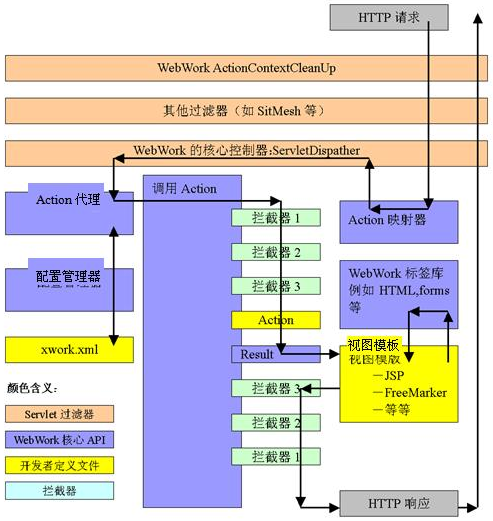 HTTP 请求
WebWork ActionContextCleanUp
其他过滤器（如 SitMesh 等）
WebWork 的核心控制器:ServletDispather
Action 代理
调用 Action
拦截器 1
Action 映射器
拦截器 2
配置管理器
拦截器 3
WebWork 标签库
例如 HTML,forms
等
xwork.xml
Action
Result
视图模板
视图模版
－JSP
－FreeMarker
－等等
颜色含义：
Servlet 过滤器
WebWork 核心 API
开发者定义文件
拦截器
拦截器 3
拦截器 2
拦截器 1
HTTP 响应